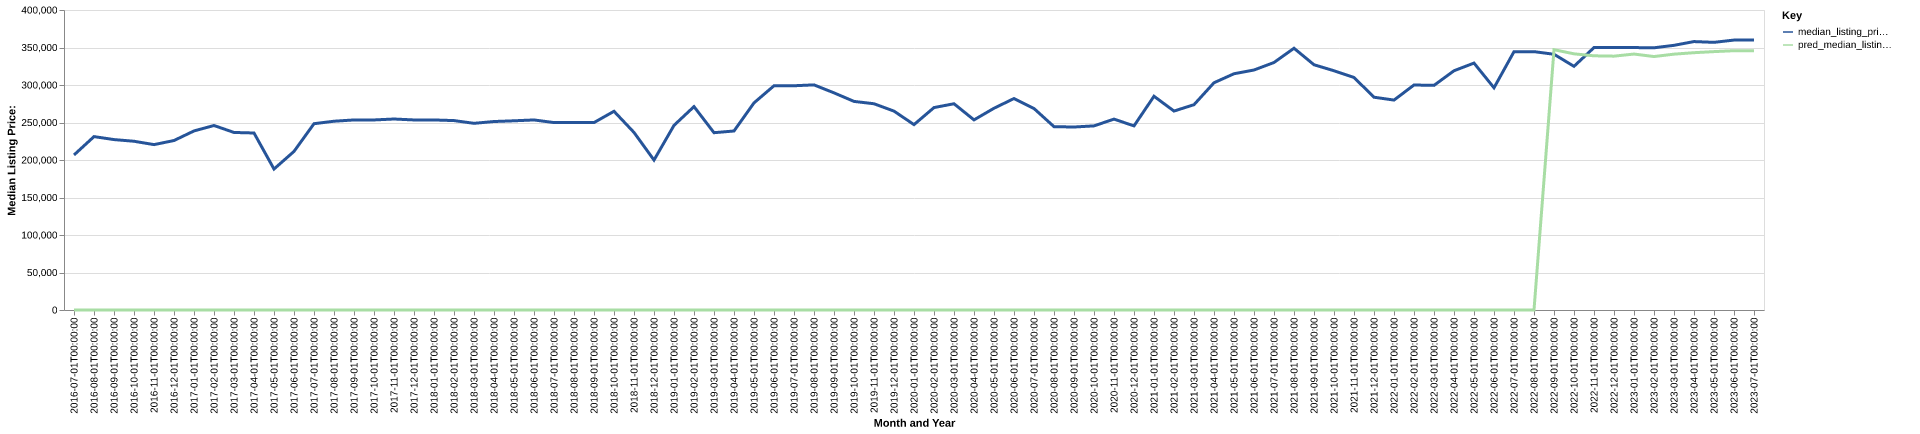 400,000
350,000
300,000
250,000
200,000
150,000
100,000
50,000
0
Median Listing Price:
2016-07-01T00:00:00
2016-08-01T00:00:00
2016-09-01T00:00:00
2016-10-01T00:00:00
2016-11-01T00:00:00
2016-12-01T00:00:00
2017-01-01T00:00:00
2017-02-01T00:00:00
2017-03-01T00:00:00
2017-04-01T00:00:00
2017-05-01T00:00:00
2017-06-01T00:00:00
2017-07-01T00:00:00
2017-08-01T00:00:00
2017-09-01T00:00:00
2017-10-01T00:00:00
2017-11-01T00:00:00
2017-12-01T00:00:00
2018-01-01T00:00:00
2018-02-01T00:00:00
2018-03-01T00:00:00
2018-04-01T00:00:00
2018-05-01T00:00:00
2018-06-01T00:00:00
2018-07-01T00:00:00
2018-08-01T00:00:00
2018-09-01T00:00:00
2018-10-01T00:00:00
2018-11-01T00:00:00
2018-12-01T00:00:00
2019-01-01T00:00:00
2019-02-01T00:00:00
2019-03-01T00:00:00
2019-04-01T00:00:00
2019-05-01T00:00:00
2019-06-01T00:00:00
2019-07-01T00:00:00
2019-08-01T00:00:00
2019-09-01T00:00:00
2019-10-01T00:00:00
2019-11-01T00:00:00
2019-12-01T00:00:00
2020-01-01T00:00:00
2020-02-01T00:00:00
2020-03-01T00:00:00
2020-04-01T00:00:00
2020-05-01T00:00:00
2020-06-01T00:00:00
2020-07-01T00:00:00
2020-08-01T00:00:00
2020-09-01T00:00:00
2020-10-01T00:00:00
2020-11-01T00:00:00
2020-12-01T00:00:00
2021-01-01T00:00:00
2021-02-01T00:00:00
2021-03-01T00:00:00
2021-04-01T00:00:00
2021-05-01T00:00:00
2021-06-01T00:00:00
2021-07-01T00:00:00
2021-08-01T00:00:00
2021-09-01T00:00:00
2021-10-01T00:00:00
2021-11-01T00:00:00
2021-12-01T00:00:00
2022-01-01T00:00:00
2022-02-01T00:00:00
2022-03-01T00:00:00
2022-04-01T00:00:00
2022-05-01T00:00:00
2022-06-01T00:00:00
2022-07-01T00:00:00
2022-08-01T00:00:00
2022-09-01T00:00:00
2022-10-01T00:00:00
2022-11-01T00:00:00
2022-12-01T00:00:00
2023-01-01T00:00:00
2023-02-01T00:00:00
2023-03-01T00:00:00
2023-04-01T00:00:00
2023-05-01T00:00:00
2023-06-01T00:00:00
2023-07-01T00:00:00
Month and Year
Key
median_listing_pri…
pred_median_listin…